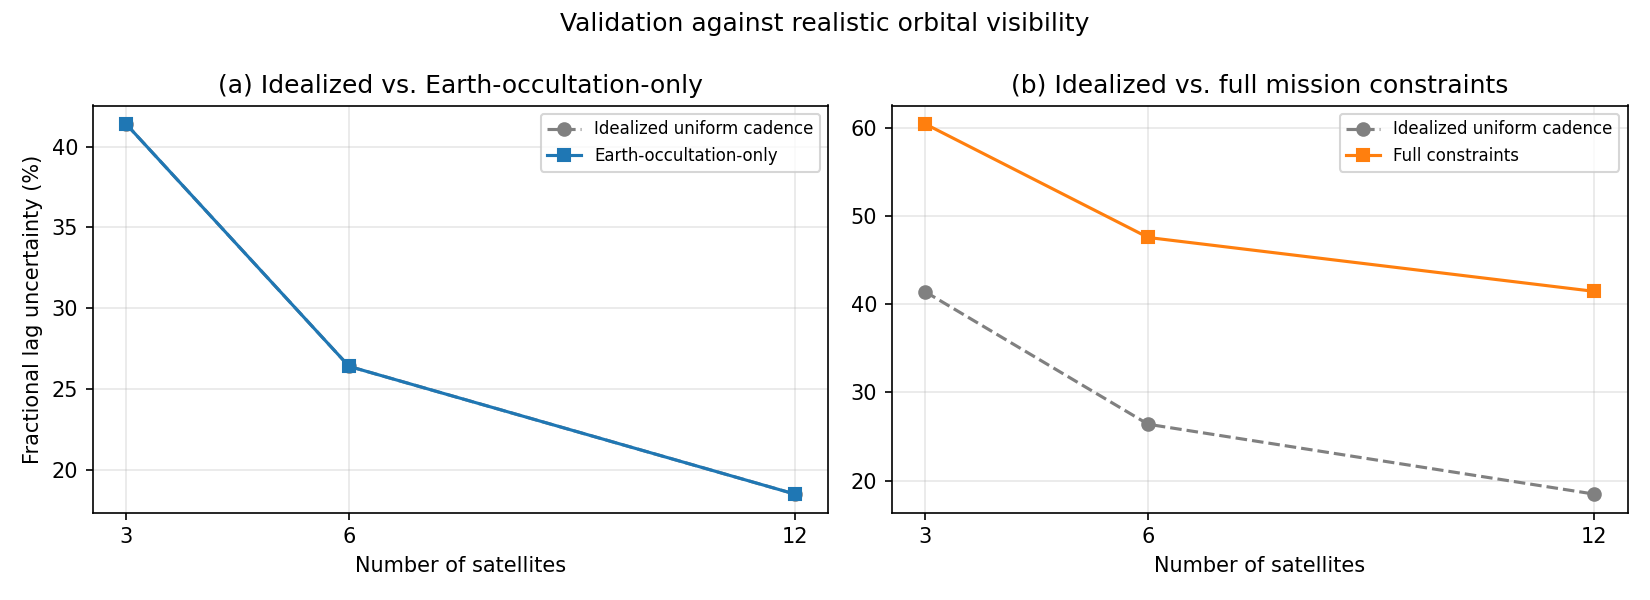 Validation against realistic orbital visibility
(a) Idealized vs. Earth-occultation-only
Idealized uniform cadence
Earth-occultation-only
Fractional lag uncertainty (%)
40
35
30
25
20
3
6
12
Number of satellites
(b) Idealized vs. full mission constraints
Idealized uniform cadence
Full constraints
60
50
40
30
20
3
6
12
Number of satellites